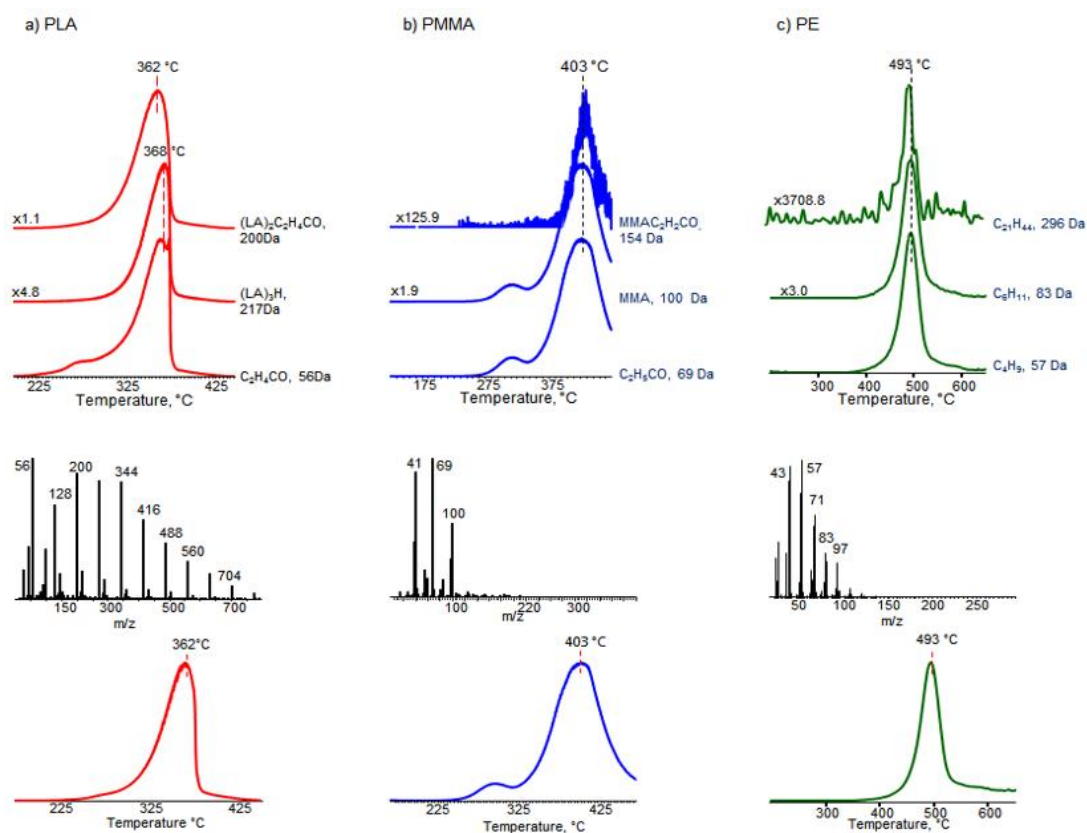 a) PLA
b) PMMA
c) PE
362 °C
403 °C
493 °C
368 °C
x1.1
(LA)₂C₂H₄CO,
200Da
x4.8
(LA)₃H,
217Da
C₂H₄CO, 56Da
225 325 425
Temperature, °C
x125.9
MMAC₂H₂CO,
154 Da
x1.9
MMA, 100 Da
C₂H₅CO, 69 Da
175 275 375
Temperature, °C
x3708.8
C₂₁H₄₄, 296 Da
x3.0
C₆H₁₁, 83 Da
C₄H₉, 57 Da
300 400 500 600
Temperature, °C
56
128
200
344
416
488
560
704
150 300 500 700
m/z
41
69
100
100 220 300
m/z
43
57
71
83
97
50 100 150 200 250
m/z
362°C
225 325 425
Temperature °C
403 °C
225 325 425
Temperature °C
493 °C
300 400 500 600
Temperature °C